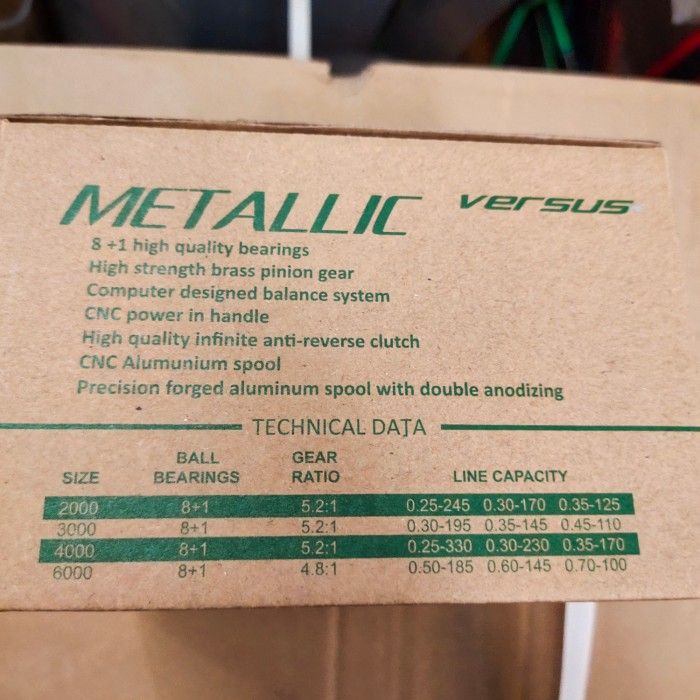 METALLIC versus
8 +1 high quality bearings
High strength brass pinion gear
Computer designed balance system
CNC power in handle
High quality infinite anti-reverse clutch
CNC Alumunium spool
Precision forged aluminum spool with double anodizing
TECHNICAL DATA
SIZE BALL BEARINGS GEAR RATIO LINE CAPACITY
2000 8+1 5.2:1 0.25-245 0.30-170 0.35-125
3000 8+1 5.2:1 0.30-195 0.35-145 0.45-110
4000 8+1 5.2:1 0.25-330 0.30-230 0.35-170
6000 8+1 4.8:1 0.50-185 0.60-145 0.70-100